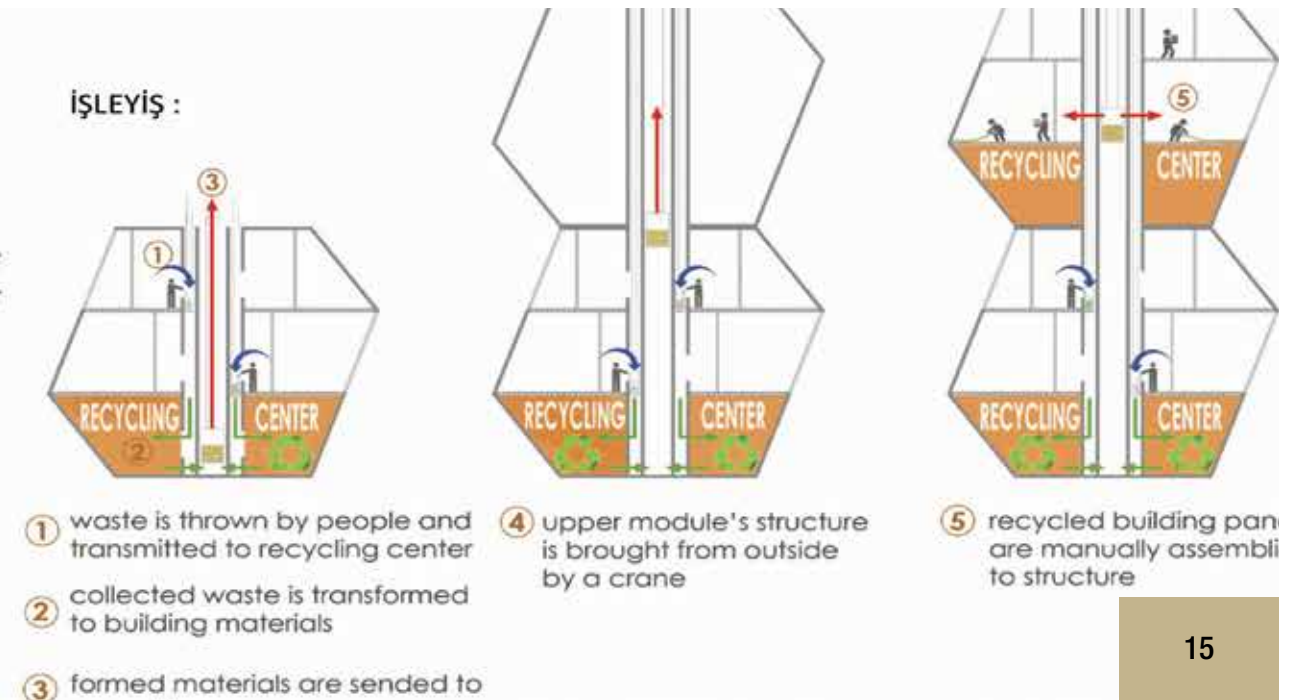 İŞLEYİŞ :
③
①
RECYCLING CENTER
②
RECYCLING CENTER
⑤
RECYCLING CENTER
RECYCLING CENTER
① waste is thrown by people and
transmitted to recycling center
② collected waste is transformed
to building materials
③ formed materials are sended to
④ upper module's structure
is brought from outside
by a crane
⑤ recycled building pan
are manually assembli
to structure
15